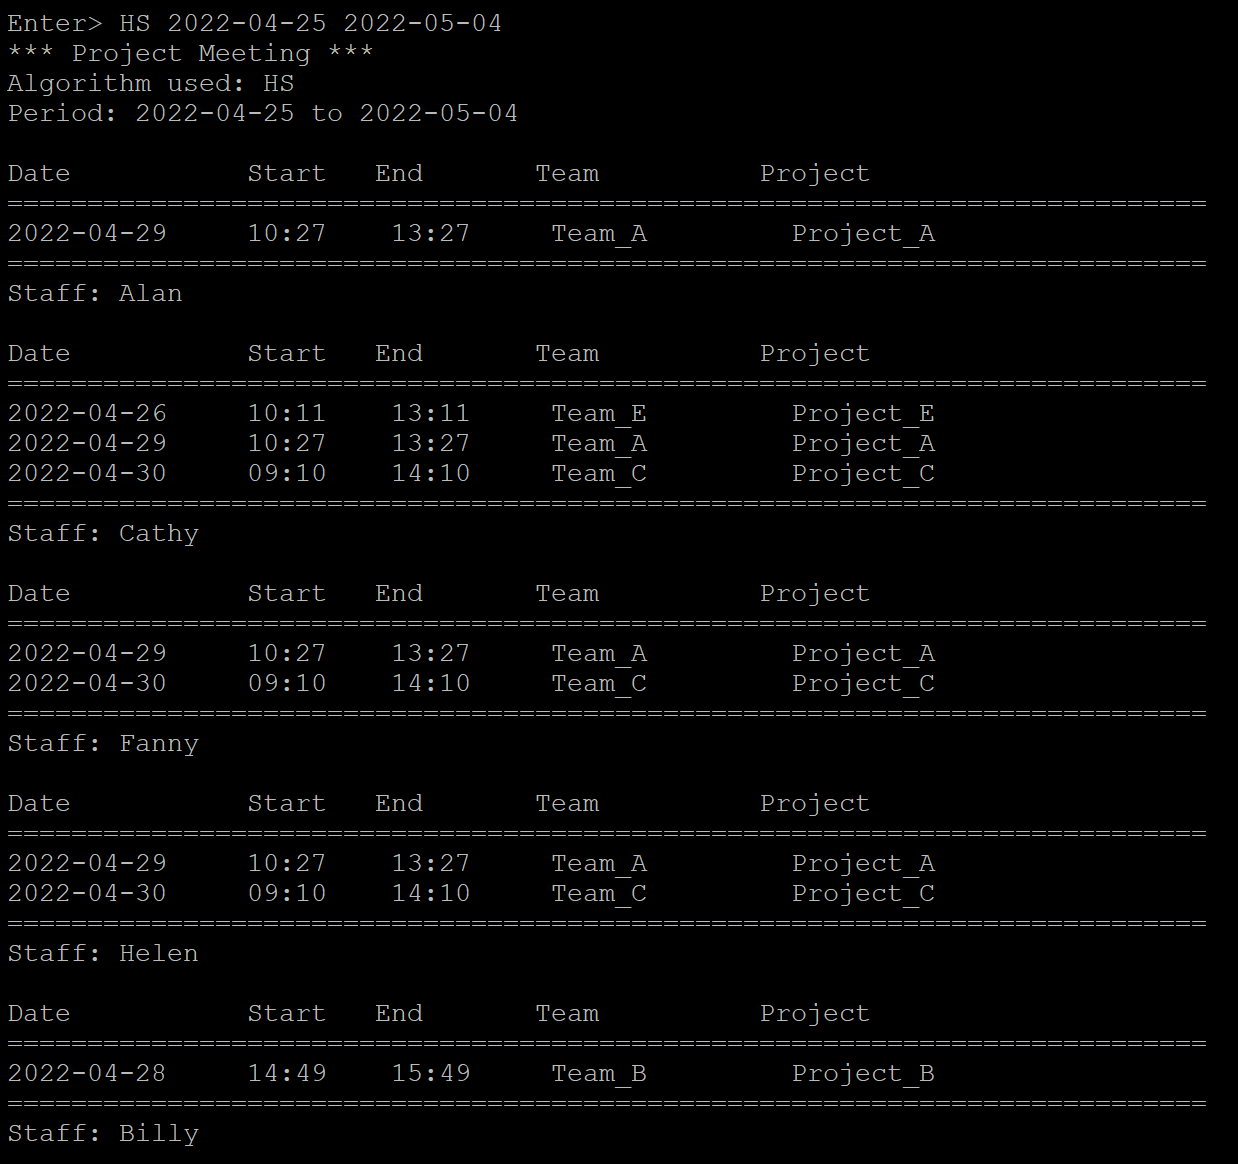 Enter> HS 2022-04-25 2022-05-04
*** Project Meeting ***
Algorithm used: HS
Period: 2022-04-25 to 2022-05-04
Date           Start   End       Team          Project
===========================================================================
2022-04-29     10:27    13:27     Team_A         Project_A
===========================================================================
Staff: Alan
Date           Start   End       Team          Project
===========================================================================
2022-04-26     10:11    13:11     Team_E         Project_E
2022-04-29     10:27    13:27     Team_A         Project_A
2022-04-30     09:10    14:10     Team_C         Project_C
===========================================================================
Staff: Cathy
Date           Start   End       Team          Project
===========================================================================
2022-04-29     10:27    13:27     Team_A         Project_A
2022-04-30     09:10    14:10     Team_C         Project_C
===========================================================================
Staff: Fanny
Date           Start   End       Team          Project
===========================================================================
2022-04-29     10:27    13:27     Team_A         Project_A
2022-04-30     09:10    14:10     Team_C         Project_C
===========================================================================
Staff: Helen
Date           Start   End       Team          Project
===========================================================================
2022-04-28     14:49    15:49     Team_B         Project_B
===========================================================================
Staff: Billy